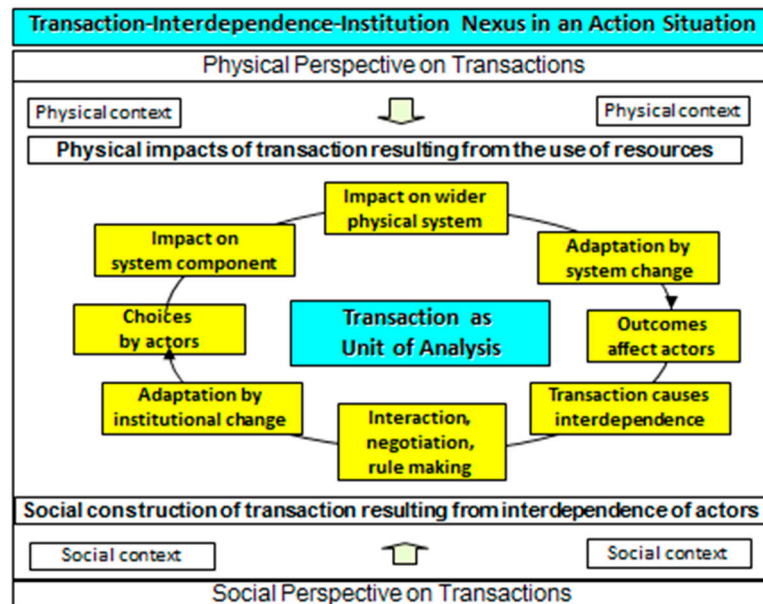 Transaction-Interdependence-Institution Nexus in an Action Situation
Physical Perspective on Transactions
Physical context
Physical context
Physical impacts of transaction resulting from the use of resources
Impact on wider
physical system
Impact on
system component
Adaptation by
system change
Choices
by actors
Transaction as
Unit of Analysis
Outcomes
affect actors
Adaptation by
institutional change
Interaction,
negotiation,
rule making
Transaction causes
interdependence
Social construction of transaction resulting from interdependence of actors
Social context
Social context
Social Perspective on Transactions